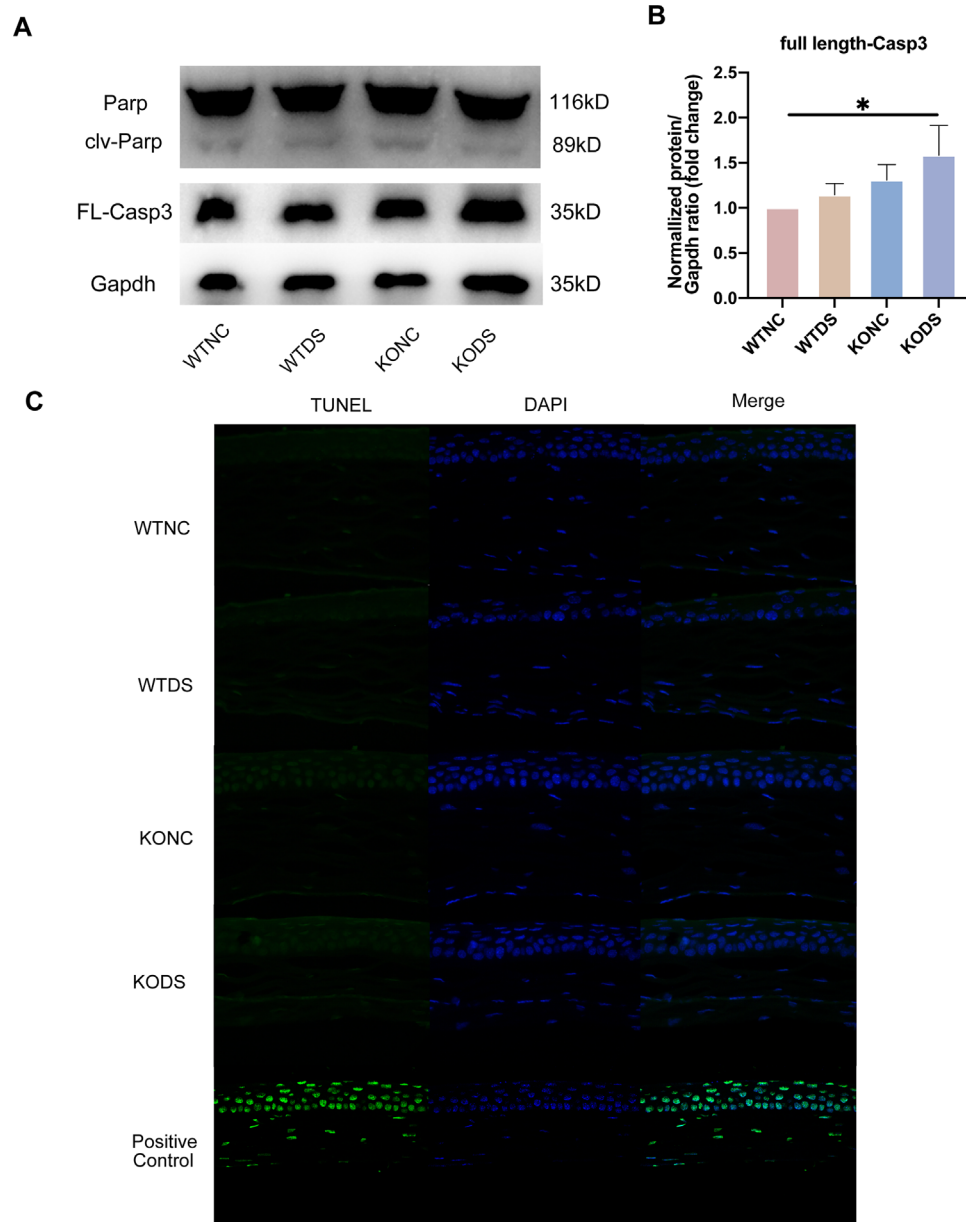 A
Parp
116kD
clv-Parp
89kD
FL-Casp3
35kD
Gapdh
35kD
WTNC
WTDS
KONC
KODS
B
full length-Casp3
Normallized protein/
Gapdh ratio (fold change)
2.5
2.0
1.5
1.0
0.5
0.0
*
WTNC
WTDS
KONC
KODS
C
TUNEL
DAPI
Merge
WTNC
WTDS
KONC
KODS
Positive
Control